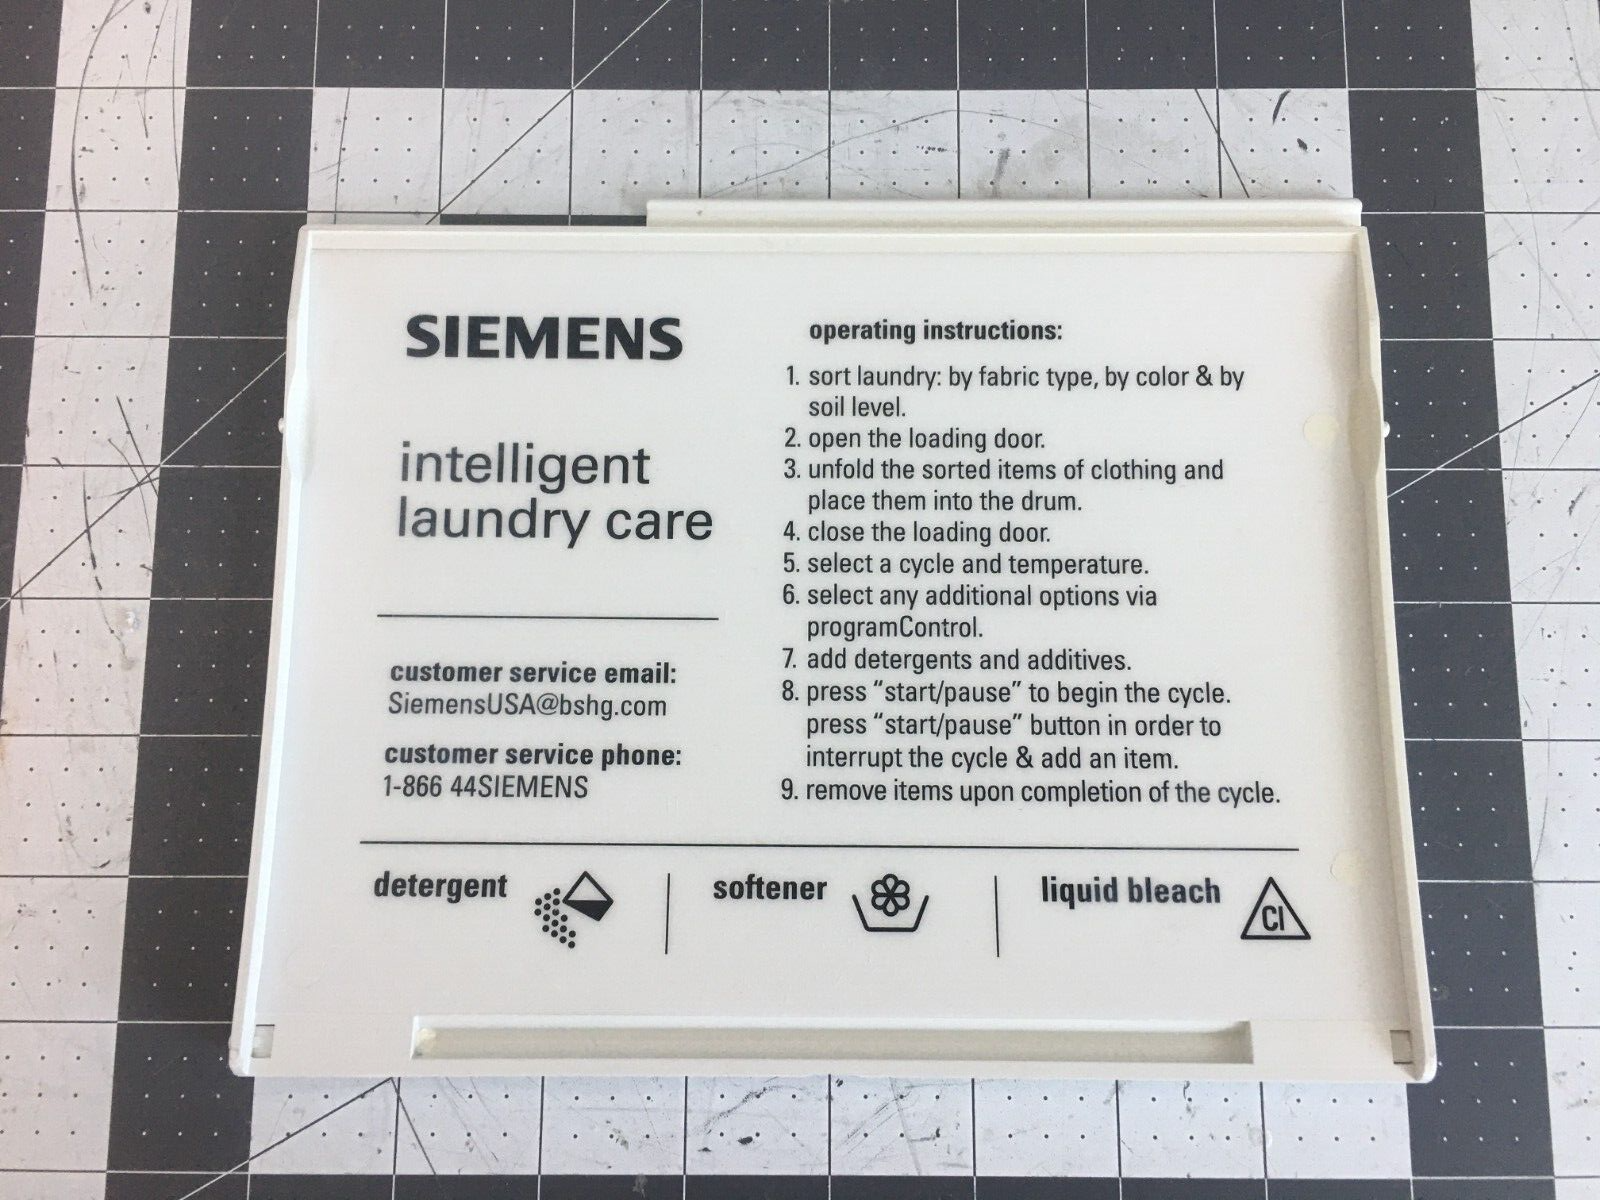 SIEMENS
intelligent
laundry care
customer service email:
SiemensUSA@bshg.com
customer service phone:
1-866 44SIEMENS
operating instructions:
1. sort laundry: by fabric type, by color & by
soil level.
2. open the loading door.
3. unfold the sorted items of clothing and
place them into the drum.
4. close the loading door.
5. select a cycle and temperature.
6. select any additional options via
programControl.
7. add detergents and additives.
8. press “start/pause” to begin the cycle.
press “start/pause” button in order to
interrupt the cycle & add an item.
9. remove items upon completion of the cycle.
detergent
softener
liquid bleach
Cl